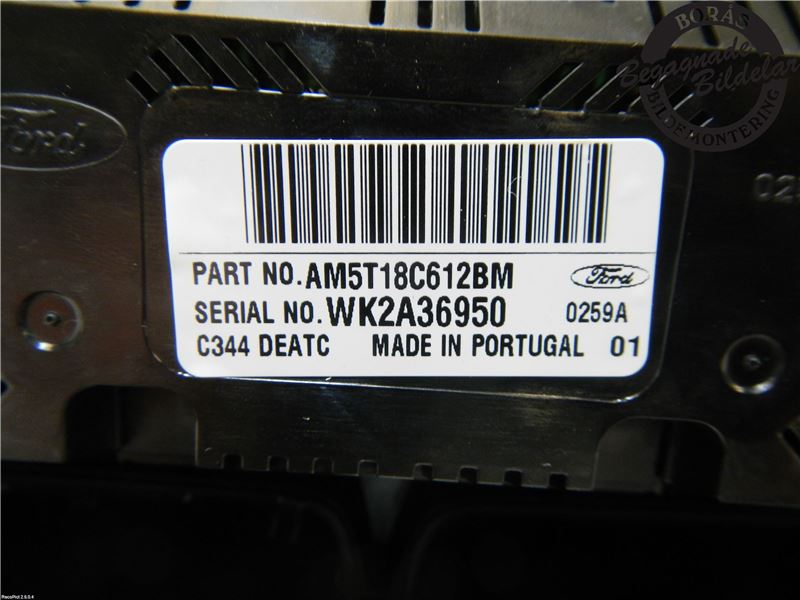 BORÅS
Begagnade
Bildelar
BILDEMONTERING
Ford
PART NO. AM5T18C612BM
Ford
SERIAL NO. WK2A36950
0259A
C344 DEATC MADE IN PORTUGAL 01